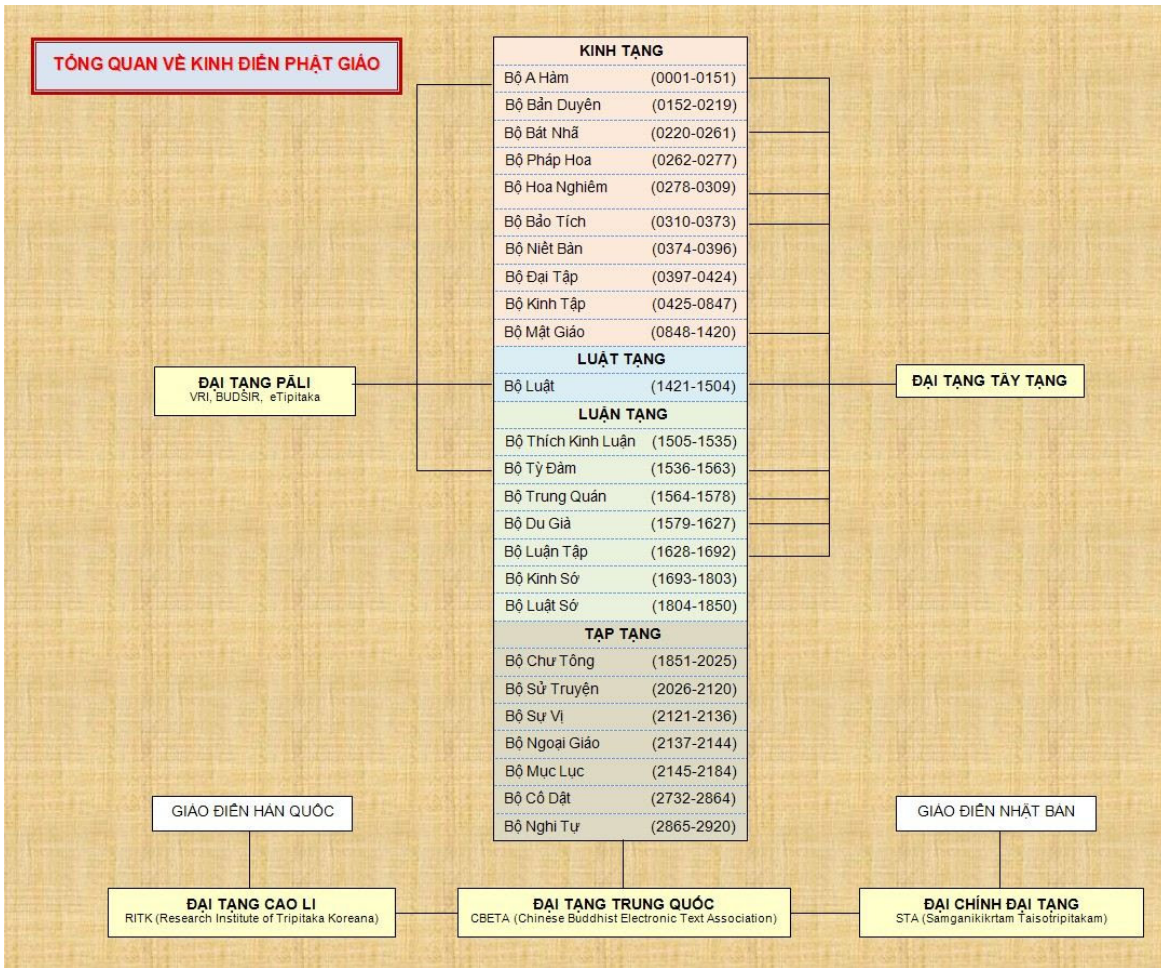 TỔNG QUAN VỀ KINH ĐIỂN PHẬT GIÁO
KINH TẠNG
Bộ A Hàm (0001-0151)
Bộ Bản Duyên (0152-0219)
Bộ Bát Nhã (0220-0261)
Bộ Pháp Hoa (0262-0277)
Bộ Hoa Nghiêm (0278-0309)
Bộ Bảo Tích (0310-0373)
Bộ Niết Bàn (0374-0396)
Bộ Đại Tập (0397-0424)
Bộ Kinh Tập (0425-0847)
Bộ Mật Giáo (0848-1420)
LUẬT TẠNG
Bộ Luật (1421-1504)
LUẬN TẠNG
Bộ Thích Kinh Luận (1505-1535)
Bộ Tỳ Đàm (1536-1563)
Bộ Trung Quán (1564-1578)
Bộ Du Già (1579-1627)
Bộ Luận Tập (1628-1692)
Bộ Kinh Sớ (1693-1803)
Bộ Luật Sớ (1804-1850)
TẠP TẠNG
Bộ Chư Tông (1851-2025)
Bộ Sử Truyện (2026-2120)
Bộ Sự Vị (2121-2136)
Bộ Ngoại Giáo (2137-2144)
Bộ Mục Lục (2145-2184)
Bộ Cổ Dật (2732-2864)
Bộ Nghi Tự (2865-2920)
ĐẠI TẠNG PĀLI
VRI, BUDSIR, eTipitaka
ĐẠI TẠNG TÂY TẠNG
GIÁO ĐIỂN HÀN QUỐC
GIÁO ĐIỂN NHẬT BẢN
ĐẠI TẠNG CAO LI
RITK (Research Institute of Tripitaka Koreana)
ĐẠI TẠNG TRUNG QUỐC
CBETA (Chinese Buddhist Electronic Text Association)
ĐẠI CHÍNH ĐẠI TẠNG
STA (Samganikikrtam Taisotripitakam)